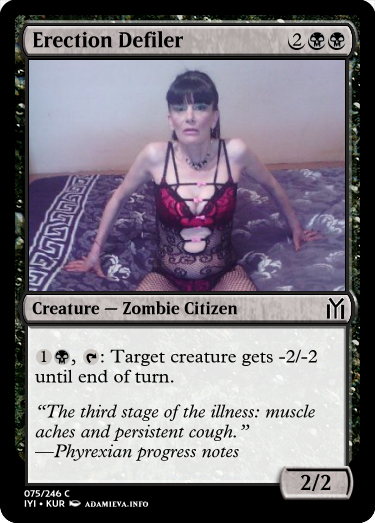 Erection Defiler 2
Creature — Zombie Citizen
1, : Target creature gets -2/-2
until end of turn.
“The third stage of the illness: muscle
aches and persistent cough.”
—Phyrexian progress notes
2/2
075/246 C
IYI • KUR ADAMIEVA.INFO